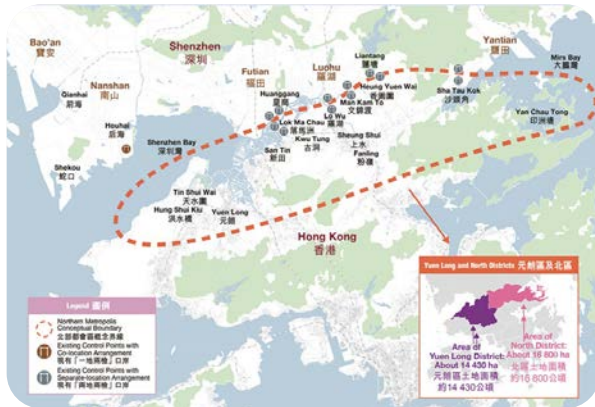 Bao'an
寶安
Shenzhen
深圳
Yantian
鹽田
Mirs Bay
大鵬灣
Nanshan
南山
Qianhai
前海
Futian
福田
Luohu
羅湖
Liantang
蓮塘
Huanggang
皇崗
Heung Yuen Wai
香園圍
Sha Tau Kok
沙頭角
Yan Chau Tong
印洲塘
Houhai
后海
Man Kam To
文錦渡
Lo Wu
羅湖
Lok Ma Chau
落馬洲
Shenzhen Bay
深圳灣
Kwu Tung
古洞
Sheung Shui
上水
San Tin
新田
Fanling
粉嶺
Shekou
蛇口
Tin Shui Wai
天水圍
Hung Shui Kiu
洪水橋
Yuen Long
元朗
Hong Kong
香港
Legend 圖例
Northern Metropolis
Conceptual Boundary
北部都會區概念界線
Existing Control Points with
Co-location Arrangement
現有「一地兩檢」口岸
Existing Control Points with
Separate-location Arrangement
現有「兩地兩檢」口岸
Yuen Long and North Districts 元朗區及北區
Area of
Yuen Long District:
About 14 430 ha
元朗區土地面積
約14 430公頃
Area of
North District:
About 16 800 ha
北區土地面積
約16 800公頃